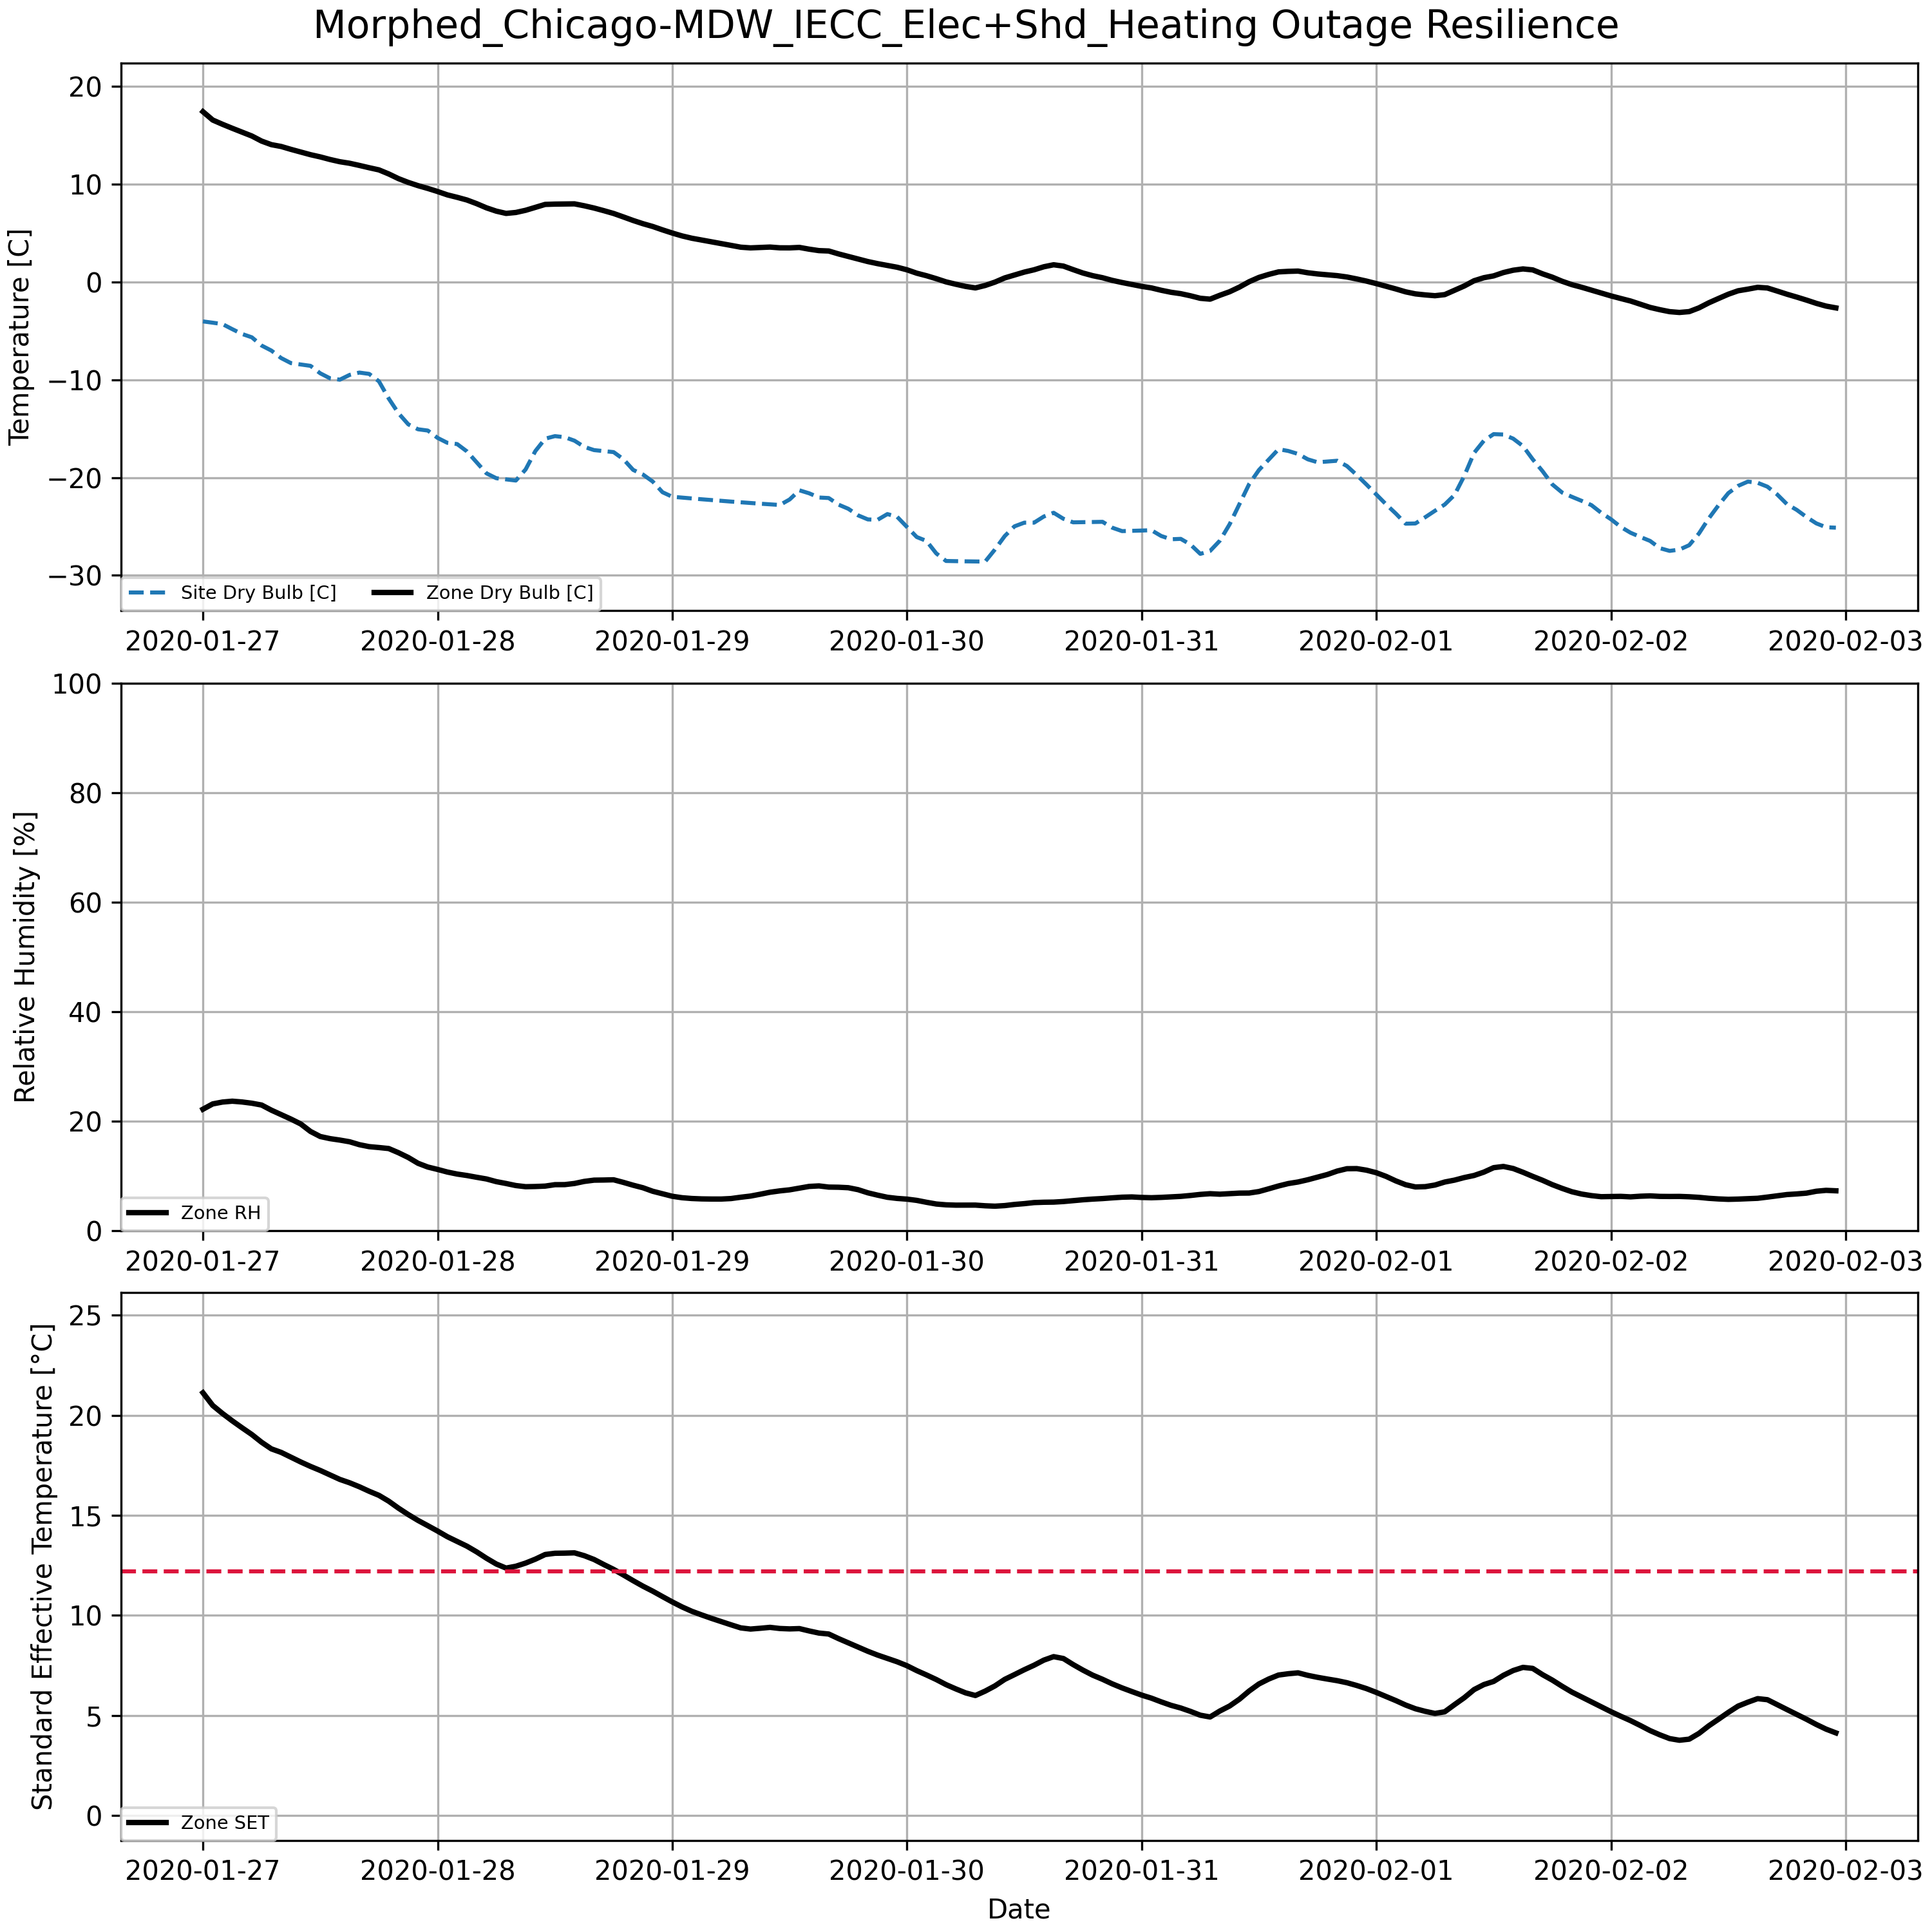 Morphed_Chicago-MDW_IECC_Elec+Shd_Heating Outage Resilience
Temperature [C]
20
10
0
−10
−20
−30
Site Dry Bulb [C] Zone Dry Bulb [C]
2020-01-27 2020-01-28 2020-01-29 2020-01-30 2020-01-31 2020-02-01 2020-02-02 2020-02-03
Relative Humidity [%]
100
80
60
40
20
0
Zone RH
2020-01-27 2020-01-28 2020-01-29 2020-01-30 2020-01-31 2020-02-01 2020-02-02 2020-02-03
Standard Effective Temperature [°C]
25
20
15
10
5
0
Zone SET
2020-01-27 2020-01-28 2020-01-29 2020-01-30 2020-01-31 2020-02-01 2020-02-02 2020-02-03
Date